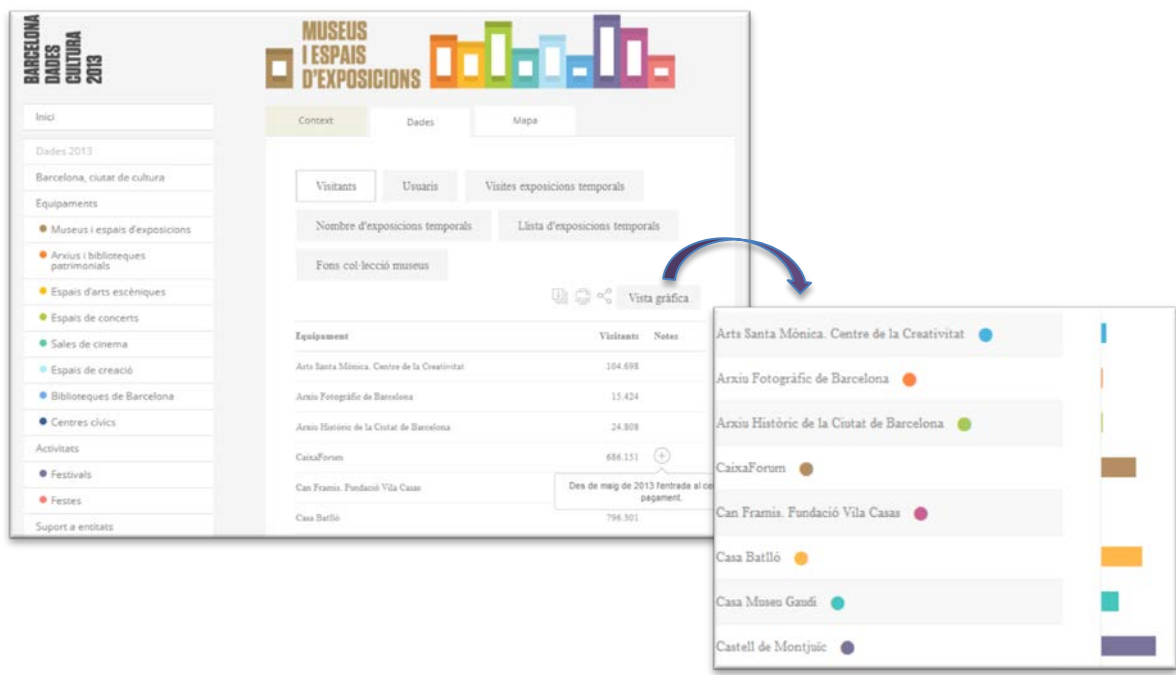 BARCELONA
DADES
CULTURA
2013
MUSEUS
I ESPAIS
D'EXPOSICIONS
Inici
Dades 2013
Barcelona, ciutat de cultura
Equipaments
Museus i espais d'exposicions
Arxius i biblioteques
patrimonials
Espais d'arts escèniques
Espais de concerts
Sales de cinema
Espais de creació
Biblioteques de Barcelona
Centres cívics
Activitats
Festivals
Festes
Suport a entitats
Context Dades Mapa
Visitants Usuaris Visites exposicions temporals
Nombre d'exposicions temporals Llista d'exposicions temporals
Fons col·lecció museus
Vista gràfica
Equipament Visitants Notes
Arts Santa Mònica. Centre de la Creativitat 104.698
Arxiu Fotogràfic de Barcelona 15.424
Arxiu Històric de la Ciutat de Barcelona 24.808
CaixaForum 686.151
Des de maig de 2013 l'entrada al
pagament.
Can Framis. Fundació Vila Casas
Casa Batlló 796.301
Arts Santa Mònica. Centre de la Creativitat
Arxiu Fotogràfic de Barcelona
Arxiu Històric de la Ciutat de Barcelona
CaixaForum
Can Framis. Fundació Vila Casas
Casa Batlló
Casa Museu Gaudí
Castell de Montjuïc